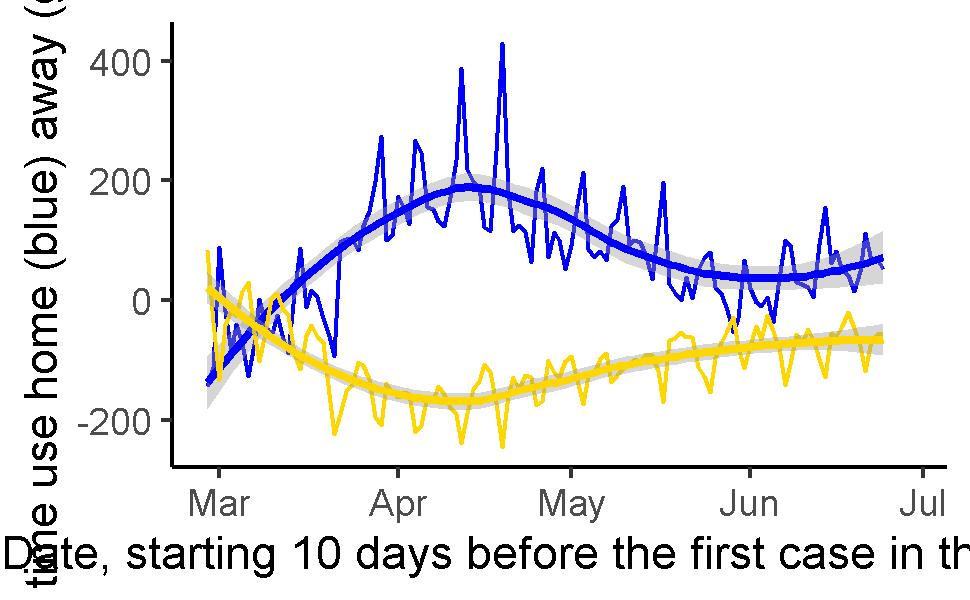 time use home (blue) away (
400
200
0
-200
Mar Apr May Jun Jul
Date, starting 10 days before the first case in th